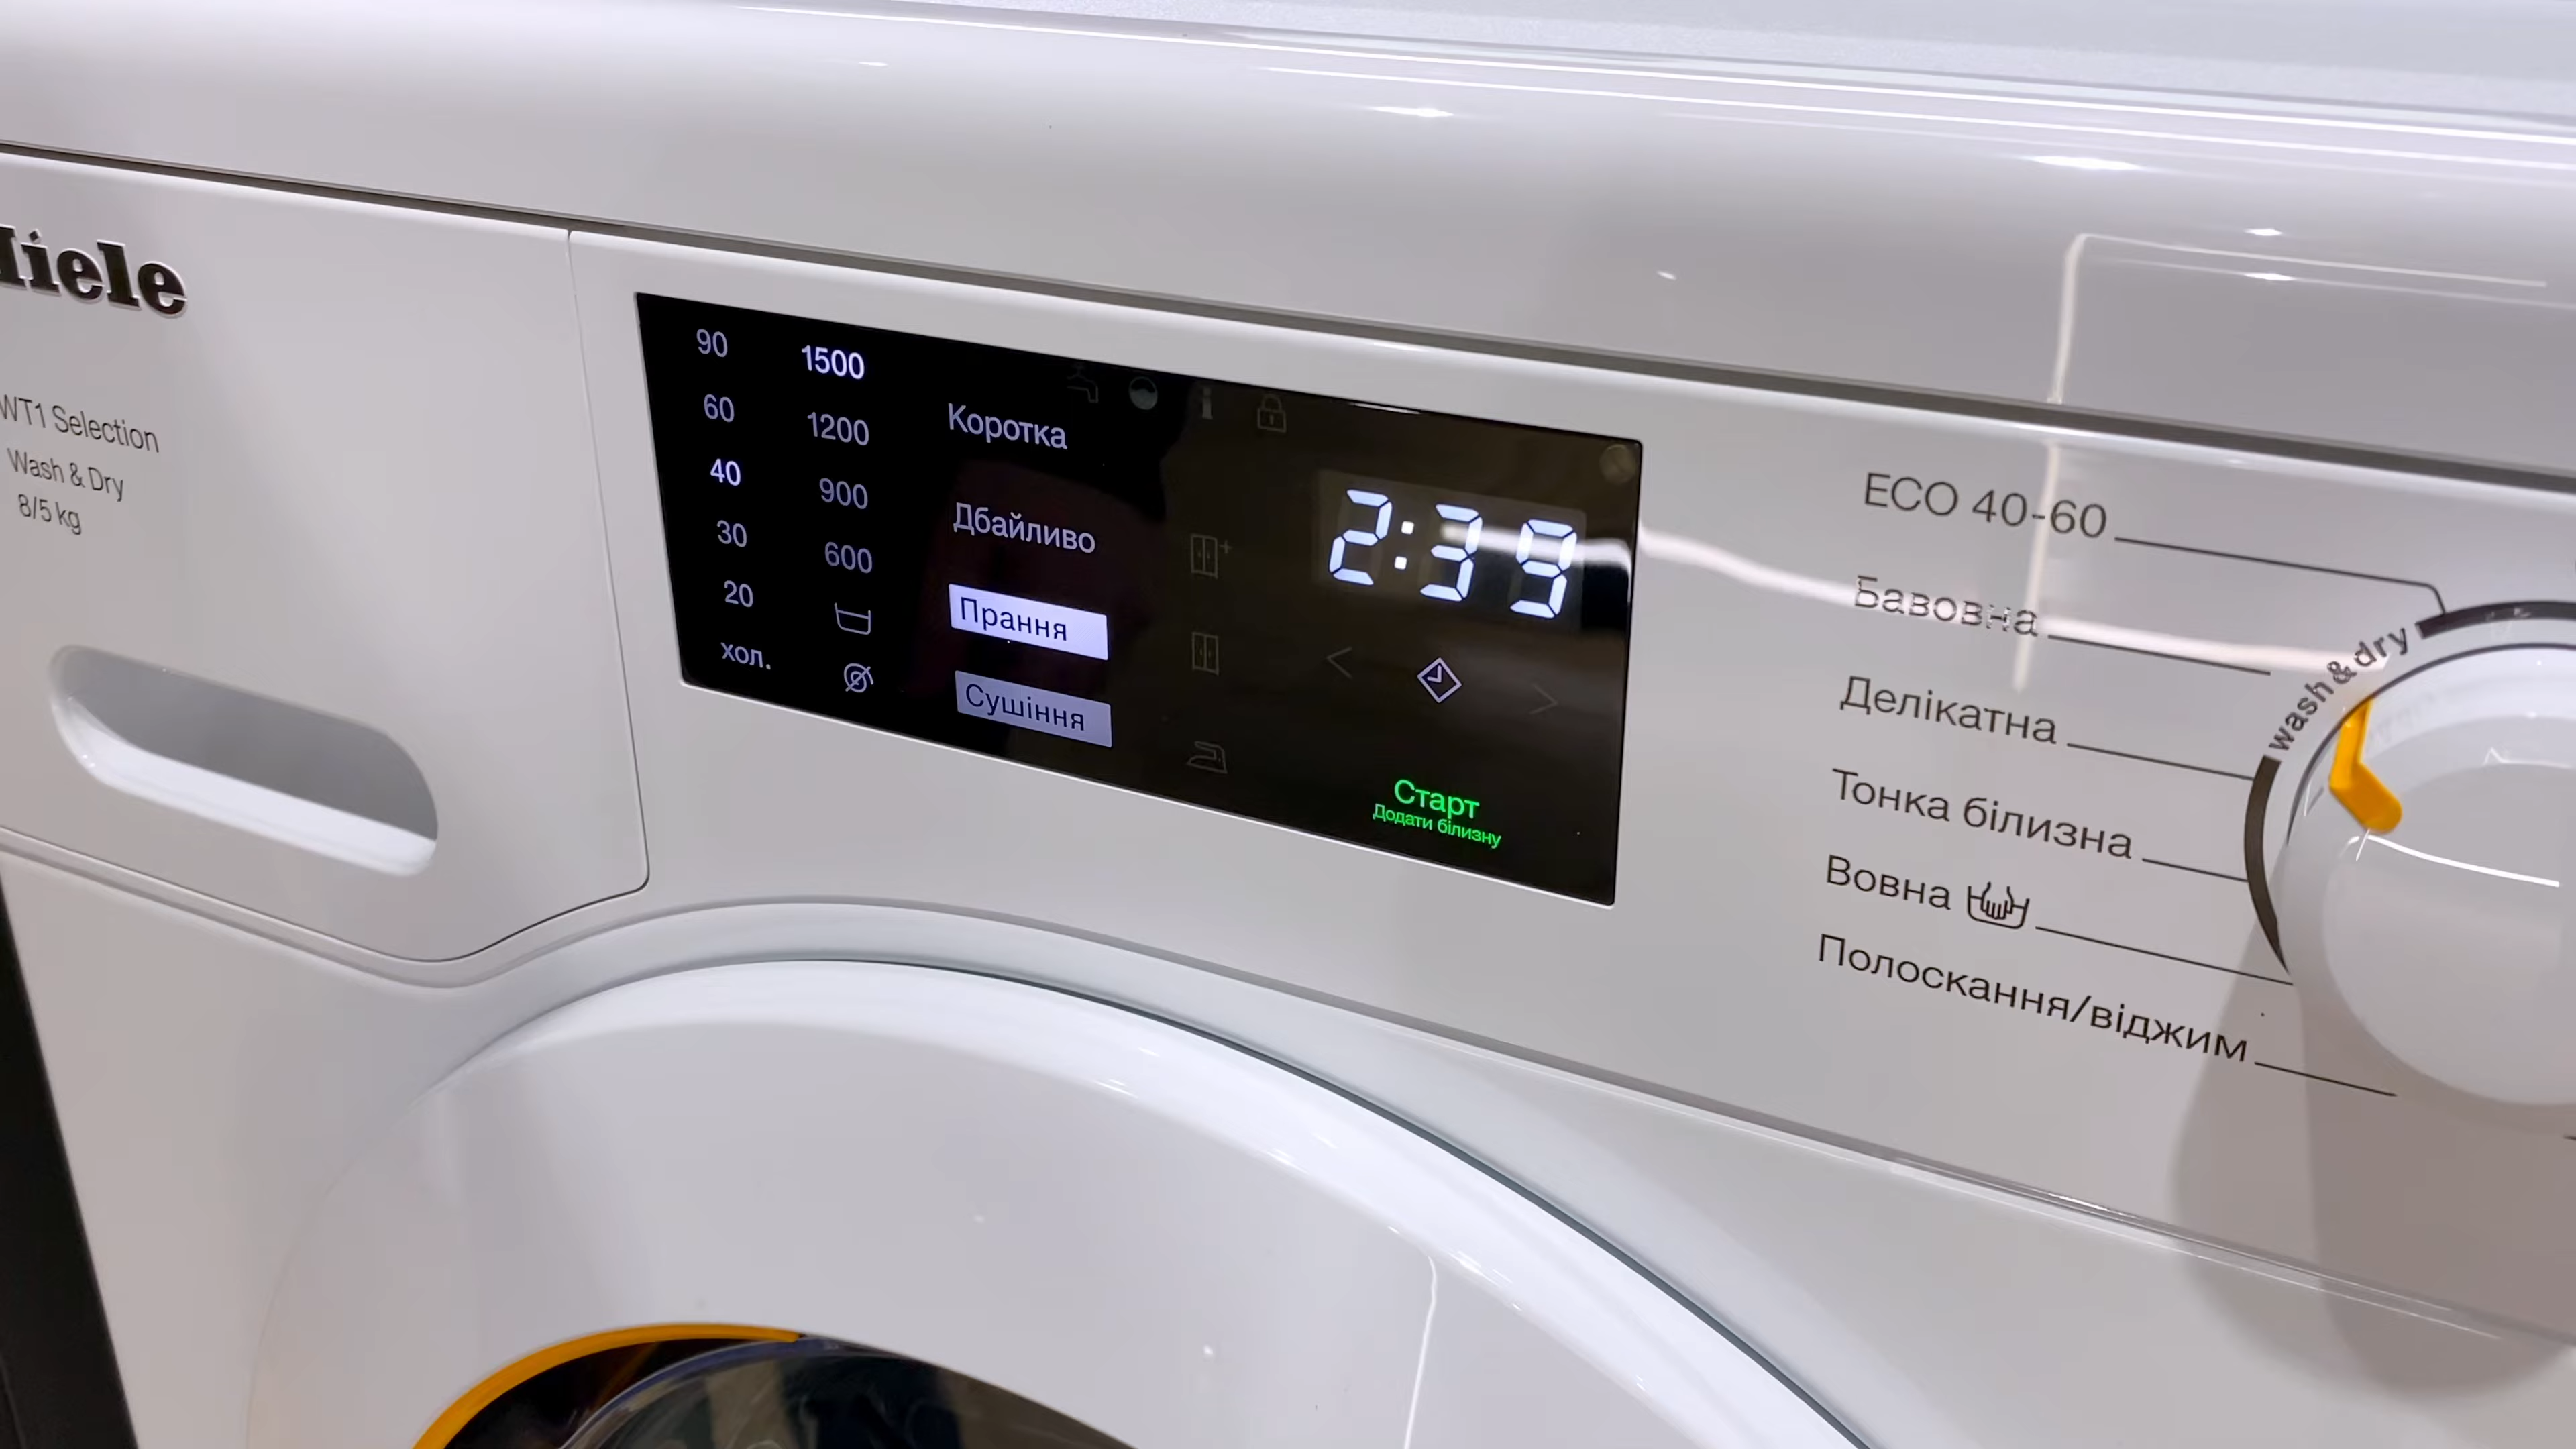 Miele
WT1 Selection
Wash & Dry
8/5 kg
90
60
40
30
20
хол.
1500
1200
900
600
Коротка
Дбайливо
Прання
Сушіння
2:39
Старт
Додати білизну
ECO 40-60
Бавовна
Делікатна
Тонка білизна
Вовна
Полоскання/віджим
wash&dry